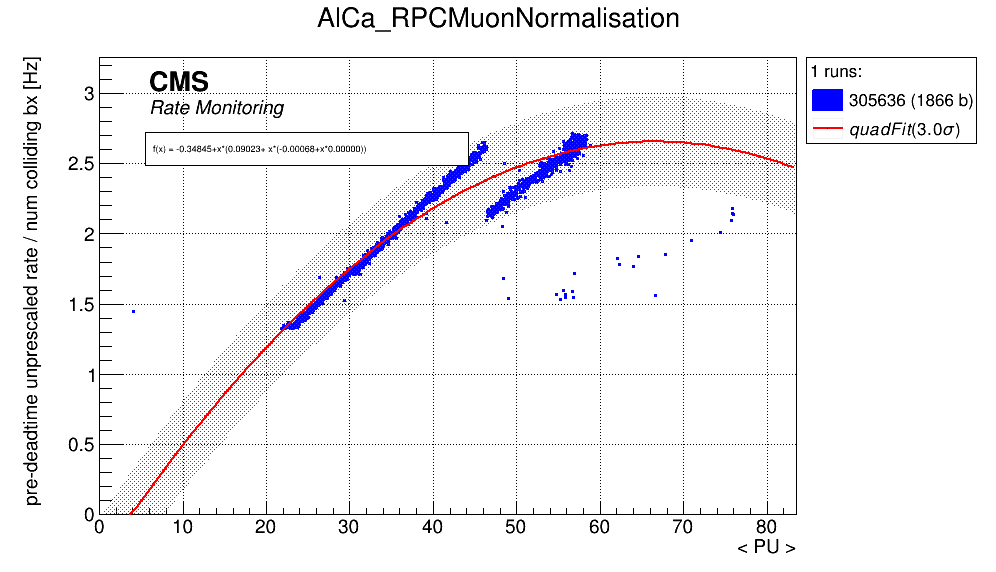 AlCa_RPCMuonNormalisation
pre-deadtime unprescaled rate / num colliding bx [Hz]
CMS
Rate Monitoring
f(x) = -0.34845+x*(0.09023+ x*(-0.00068+x*0.00000))
1 runs:
305636 (1866 b)
quadFit(3.0σ)
3
2.5
2
1.5
1
0.5
0
0 10 20 30 40 50 60 70 80
< PU >